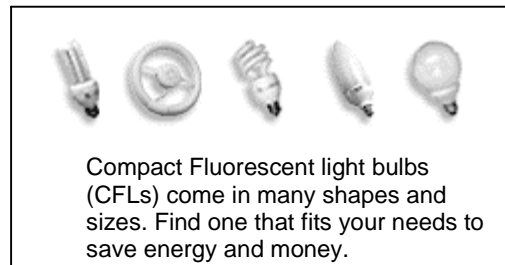 Compact Fluorescent light bulbs
(CFLs) come in many shapes and
sizes. Find one that fits your needs to
save energy and money.